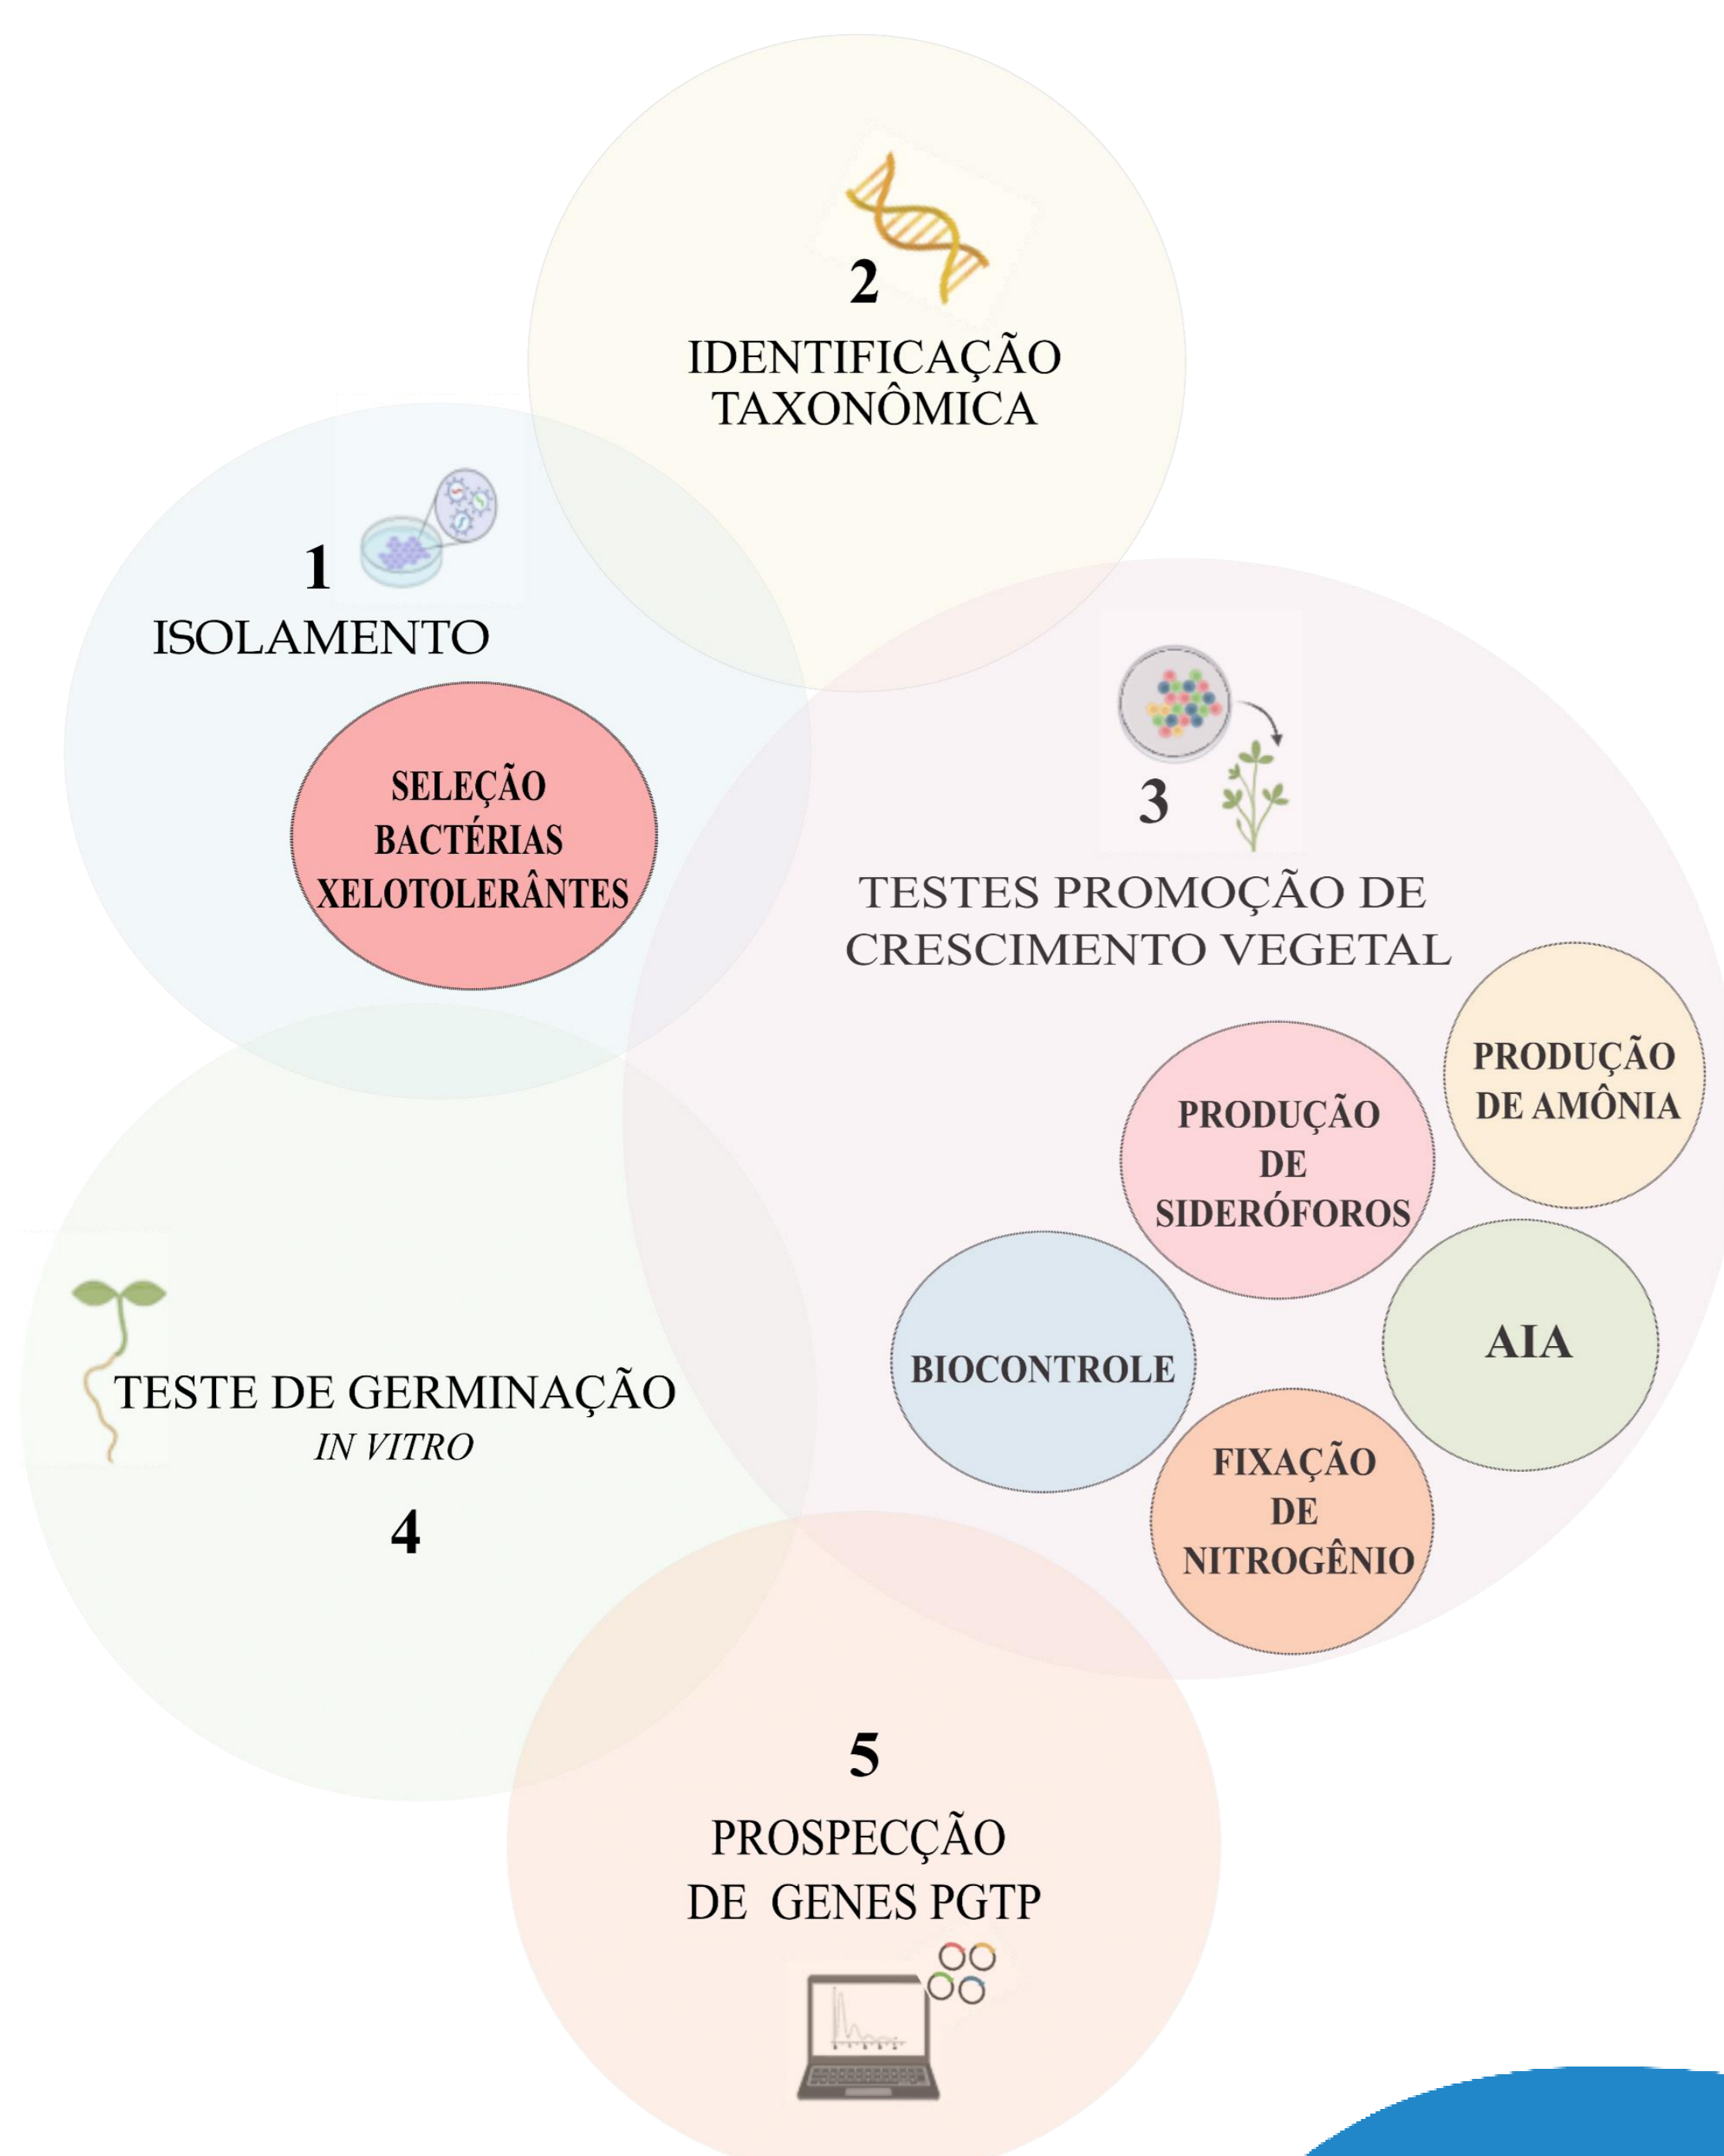 1
ISOLAMENTO
SELEÇÃO
BACTÉRIAS
XELOTOLERÂNTES
2
IDENTIFICAÇÃO
TAXONÔMICA
3
TESTES PROMOÇÃO DE
CRESCIMENTO VEGETAL
PRODUÇÃO
DE AMÔNIA
PRODUÇÃO
DE
SIDERÓFOROS
BIOCONTROLE
AIA
FIXAÇÃO
DE
NITROGÊNIO
TESTE DE GERMINAÇÃO
IN VITRO
4
5
PROSPECÇÃO
DE GENES PGTP